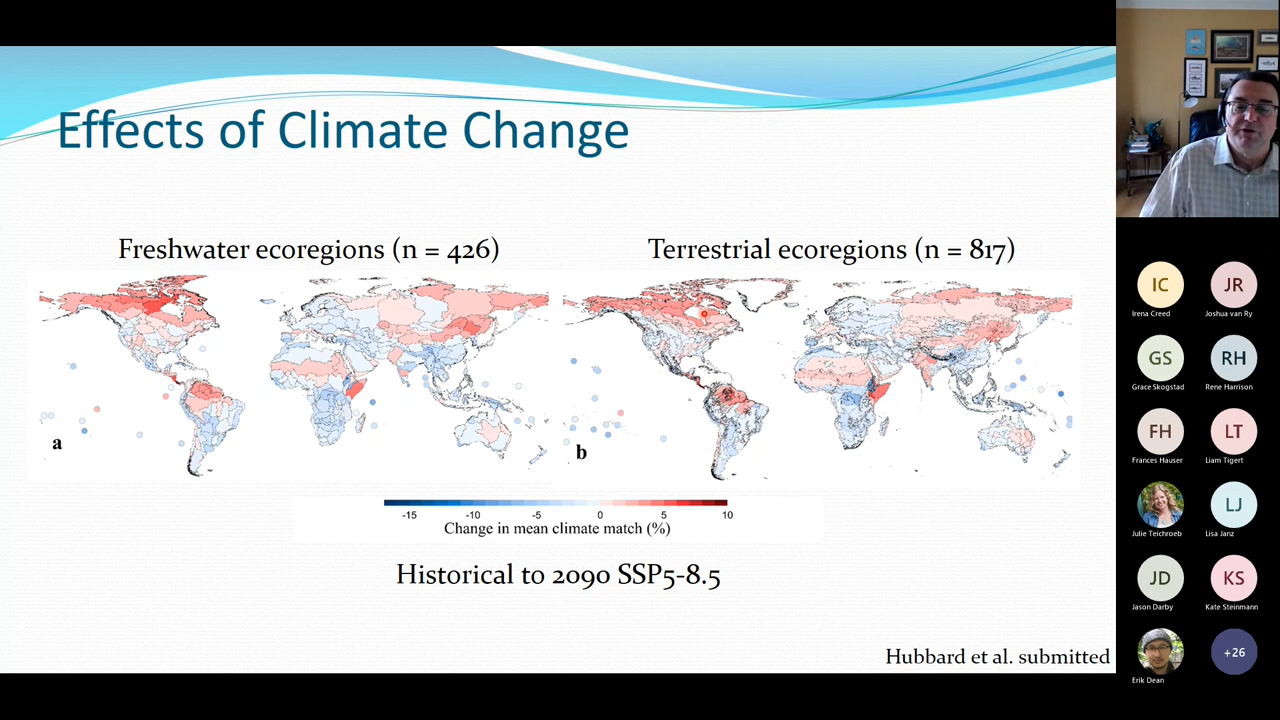 Effects of Climate Change
Freshwater ecoregions (n = 426)
Terrestrial ecoregions (n = 817)
a
b
-15 -10 -5 0 5 10
Change in mean climate match (%)
Historical to 2090 SSP5-8.5
Hubbard et al. submitted
IC
JR
Irena Creed
Joshua van Ry
GS
RH
Grace Skogstad
Rene Harrison
FH
LT
Frances Hauser
Liam Tigert
LJ
Julie Teichroeb
Lisa Janz
JD
KS
Jason Darby
Kate Steinmann
+26
Erik Dean